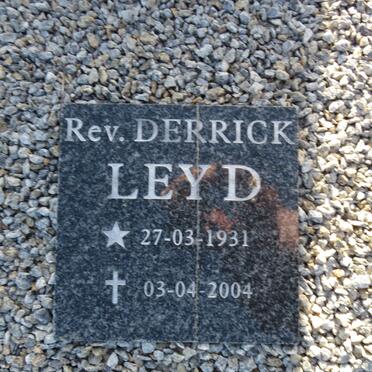 Rev. DERRICK
LEYD
27-03-1931
03-04-2004